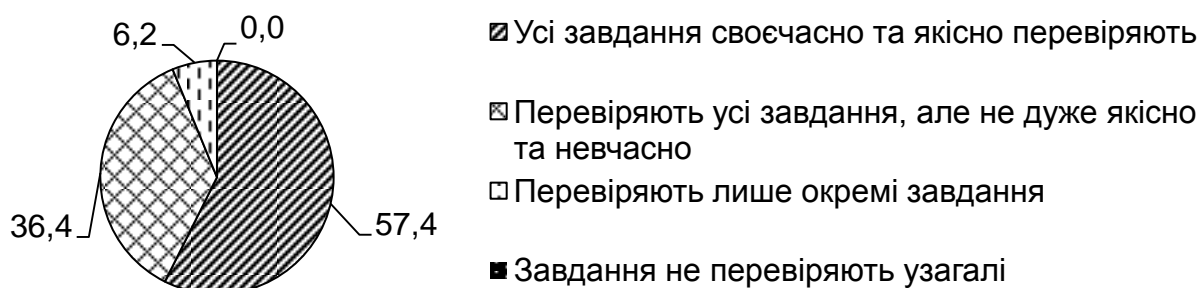 6,2
0,0
36,4
57,4
Усі завдання своєчасно та якісно перевіряють
Перевіряють усі завдання, але не дуже якісно
та невчасно
Перевіряють лише окремі завдання
Завдання не перевіряють узагалі